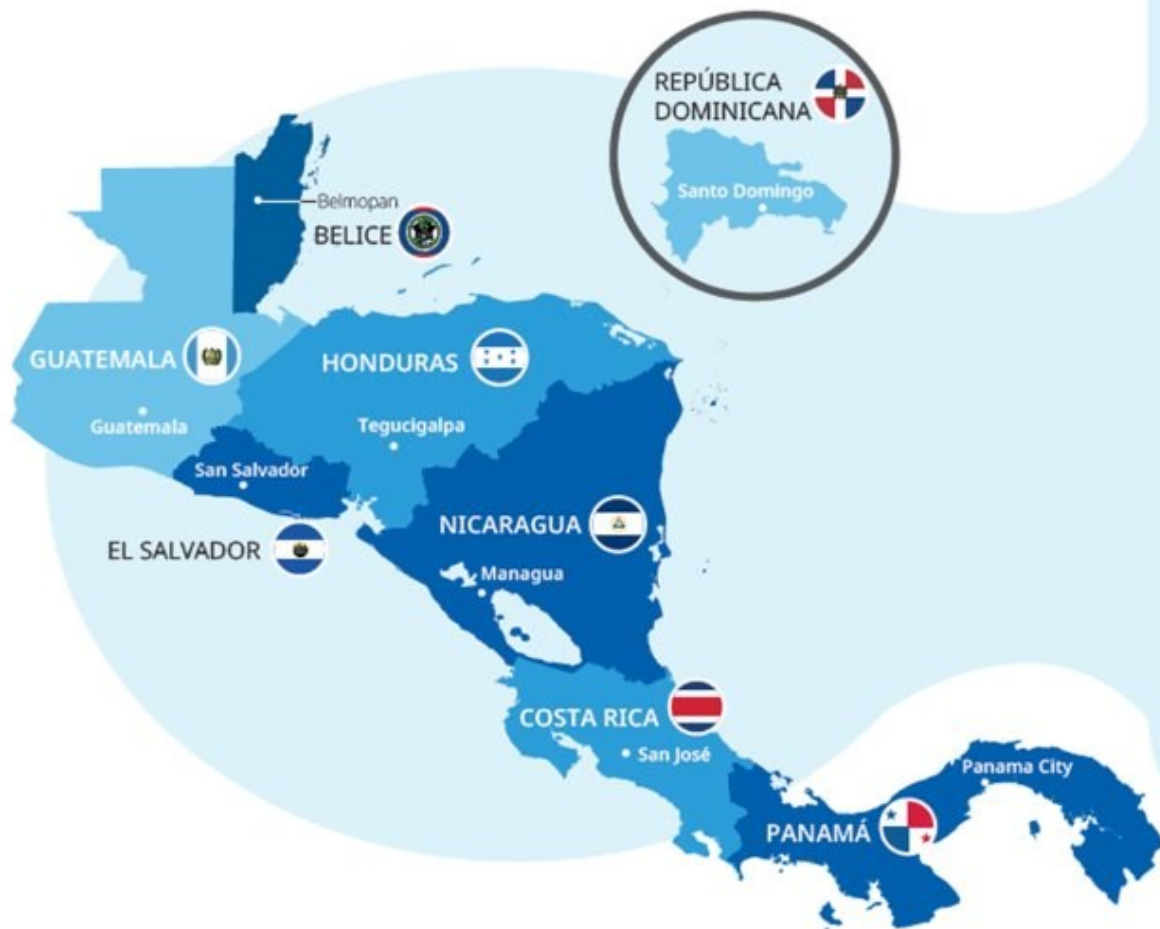 REPÚBLICA
DOMINICANA
Santo Domingo
Belmopan
BELICE
GUATEMALA
Guatemala
HONDURAS
Tegucigalpa
San Salvador
EL SALVADOR
NICARAGUA
Managua
COSTA RICA
San José
Panama City
PANAMÁ